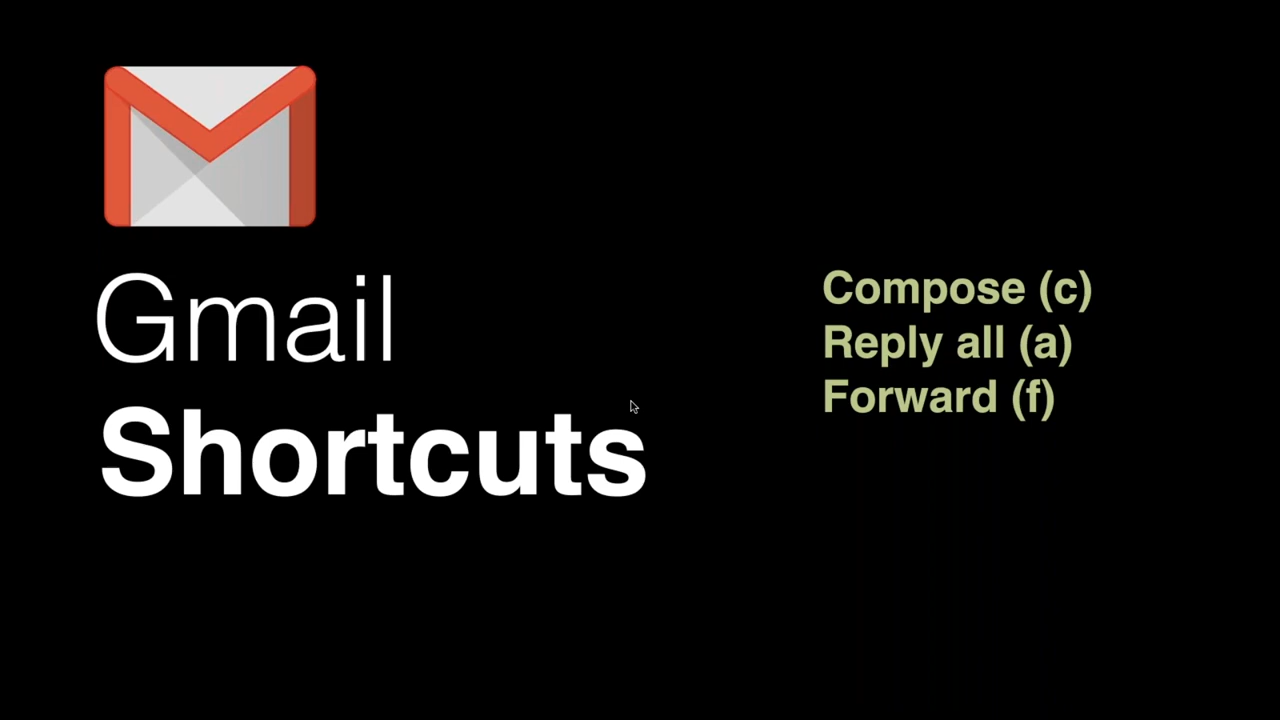 Gmail
Shortcuts
Compose (c)
Reply all (a)
Forward (f)